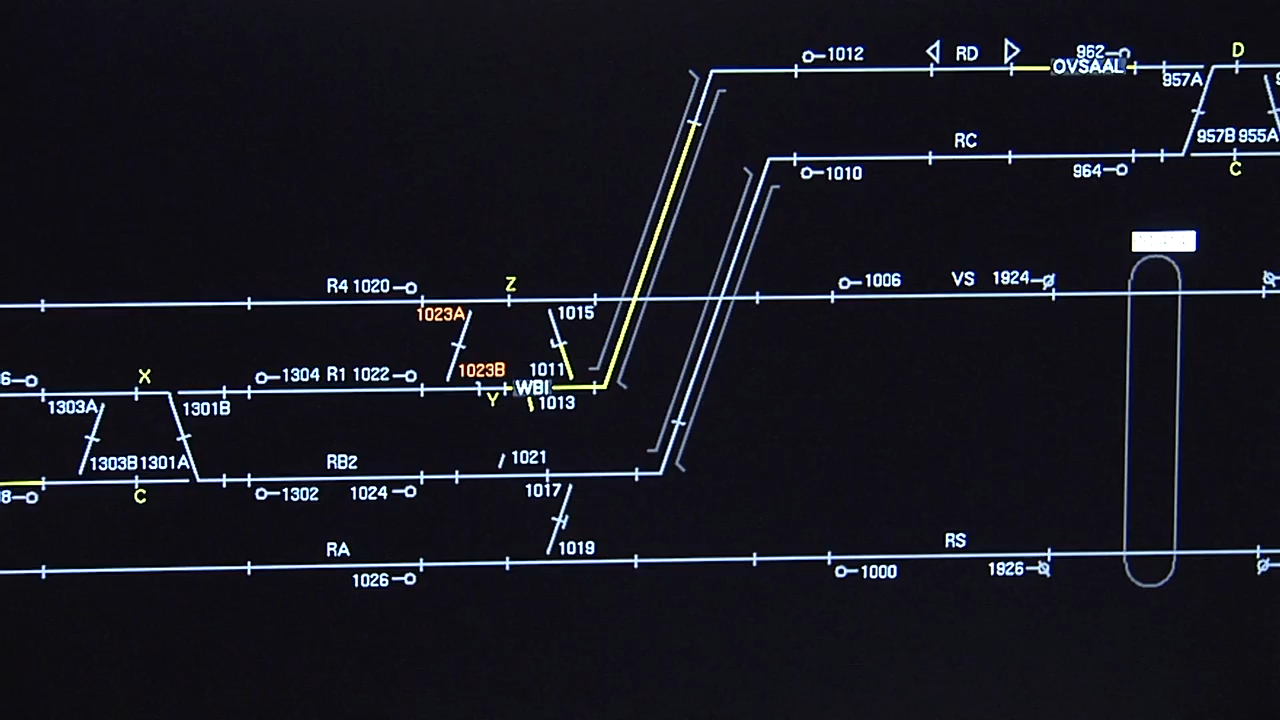 1012
RD
962
OVSAAL
D
957A
957B 955A
RC
1010
964
C
R4 1020
Z
1006
VS 1924
1023A
1015
1023B
1011
X
1304 R1 1022
WBI
Y
1013
1303A
1301B
1303B 1301A
RB2
1021
C
1302
1024
1017
RA
1019
RS
1026
1000
1926